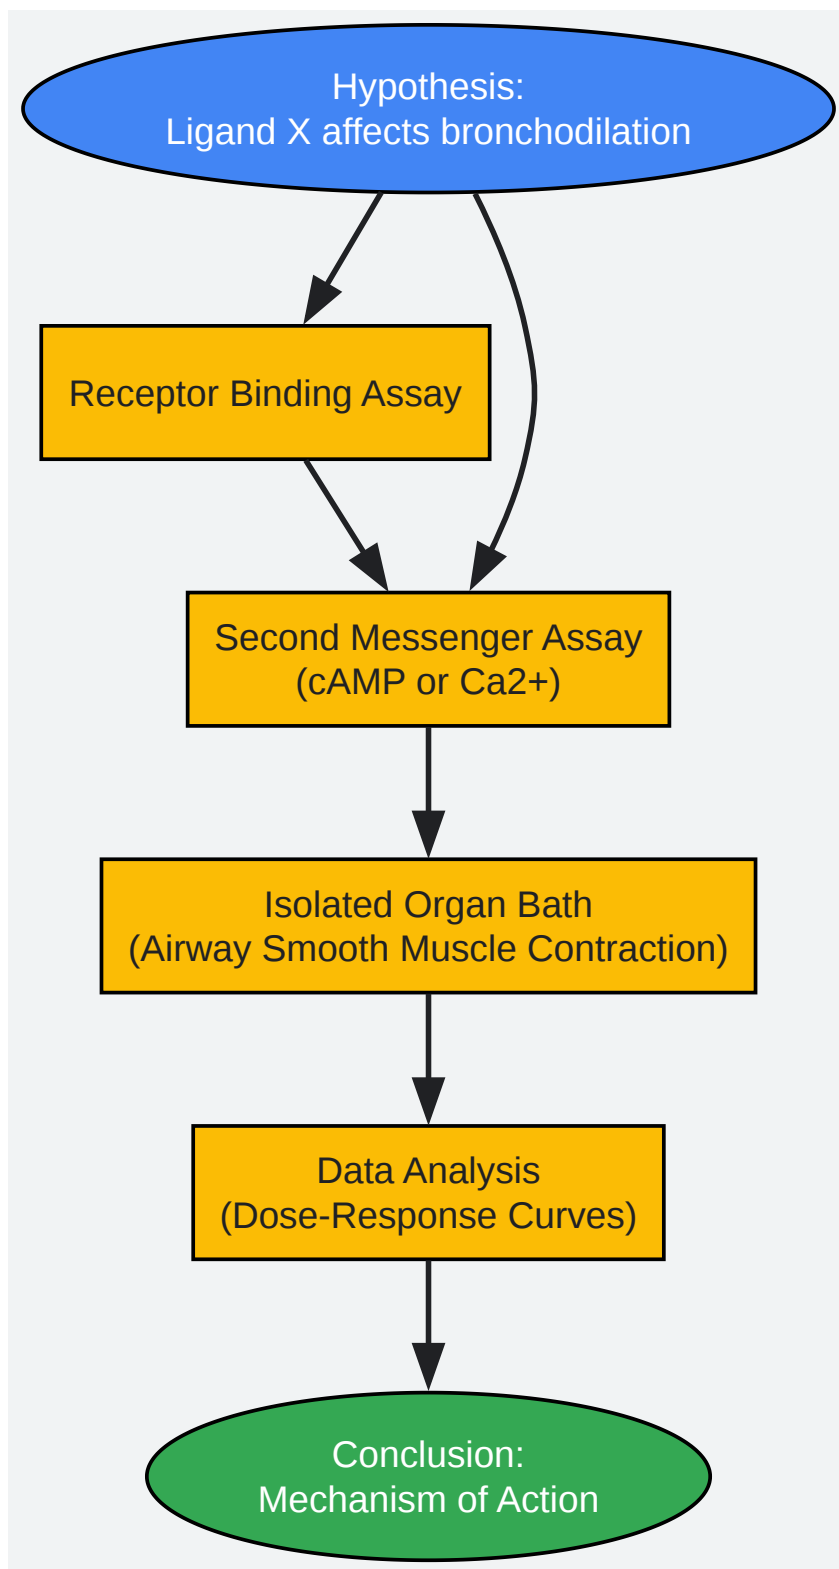 Hypothesis:
Ligand X affects bronchodilation
Receptor Binding Assay
Second Messenger Assay
(cAMP or Ca2+)
Isolated Organ Bath
(Airway Smooth Muscle Contraction)
Data Analysis
(Dose-Response Curves)
Conclusion:
Mechanism of Action